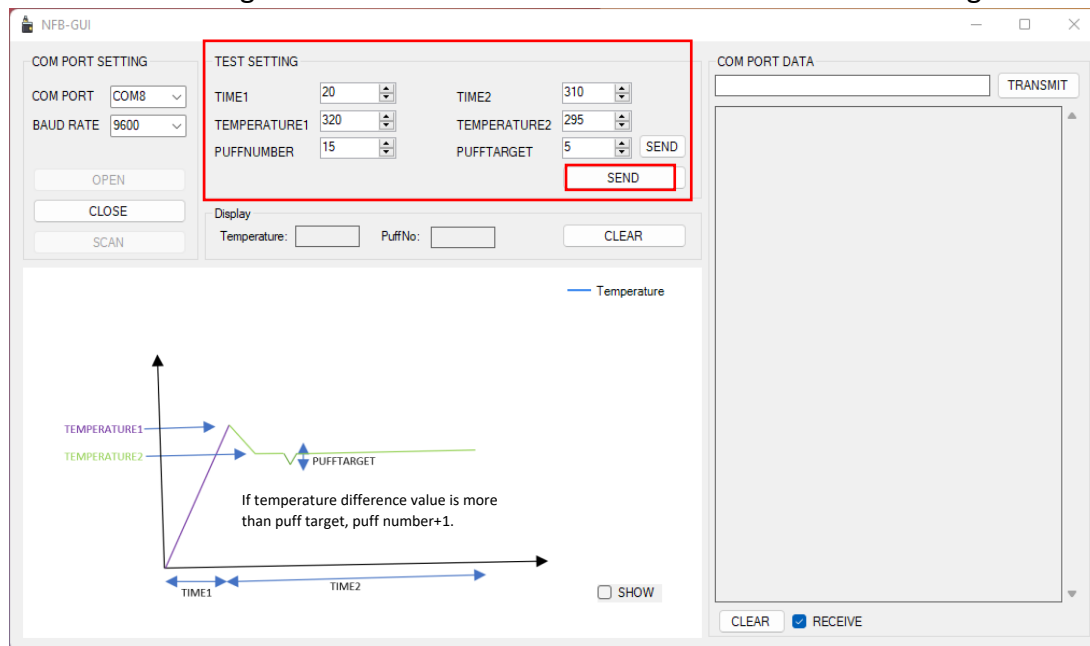 NFB-GUI
COM PORT SETTING
COM PORT COM8
BAUD RATE 9600
OPEN
CLOSE
SCAN
TEST SETTING
TIME1 20 TIME2 310
TEMPERATURE1 320 TEMPERATURE2 295
PUFFNUMBER 15 PUFFTARGET 5 SEND
SEND
Display
Temperature: PuffNo: CLEAR
COM PORT DATA
TRANSMIT
Temperature
TEMPERATURE1
TEMPERATURE2
PUFFTARGET
If temperature difference value is more
than puff target, puff number+1.
TIME1 TIME2
SHOW
CLEAR RECEIVE